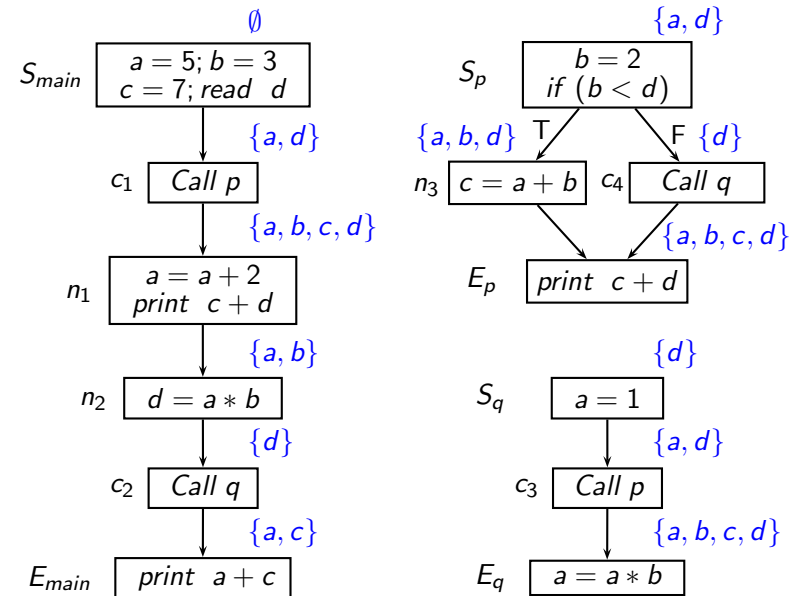 ∅
S_main
a = 5; b = 3
c = 7; read d
{a, d}
c_1
Call p
{a, b, c, d}
n_1
a = a + 2
print c + d
{a, b}
n_2
d = a * b
{d}
c_2
Call q
{a, c}
E_main
print a + c
{a, d}
S_p
b = 2
if (b < d)
{a, b, d}
T
F
{d}
n_3
c = a + b
c_4
Call q
{a, b, c, d}
E_p
print c + d
{d}
S_q
a = 1
{a, d}
c_3
Call p
{a, b, c, d}
E_q
a = a * b